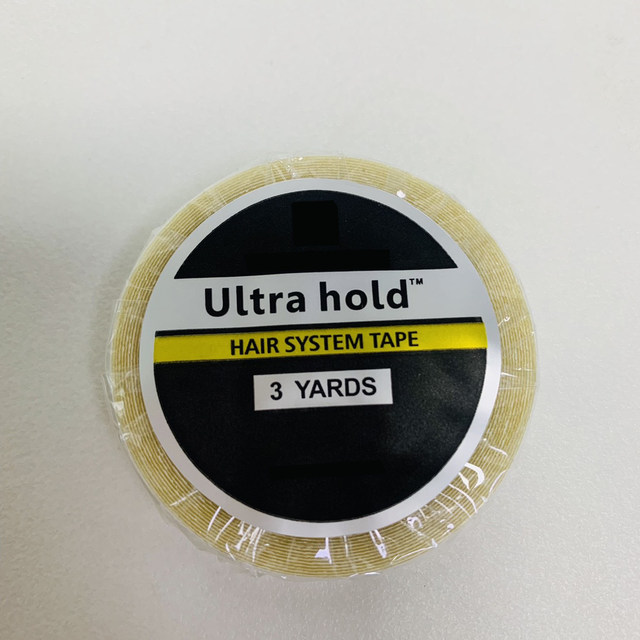 Ultra hold™
HAIR SYSTEM TAPE
3 YARDS